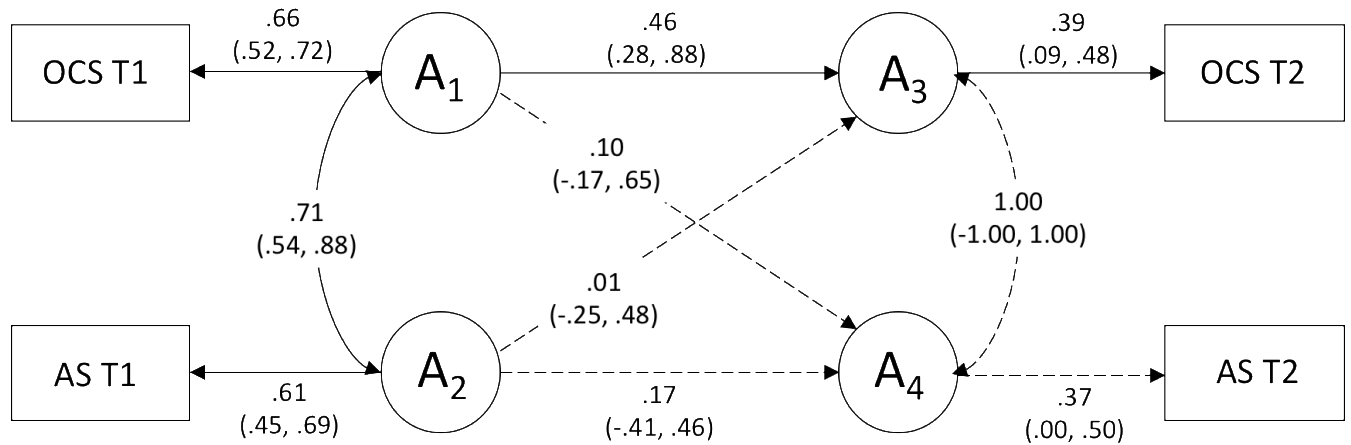 .66
(.52, .72)
.46
(.28, .88)
.39
(.09, .48)
OCS T1
A1
A3
OCS T2
.10
(-.17, .65)
.71
(.54, .88)
1.00
(-1.00, 1.00)
.01
(-.25, .48)
AS T1
A2
A4
AS T2
.61
(.45, .69)
.17
(-.41, .46)
.37
(.00, .50)